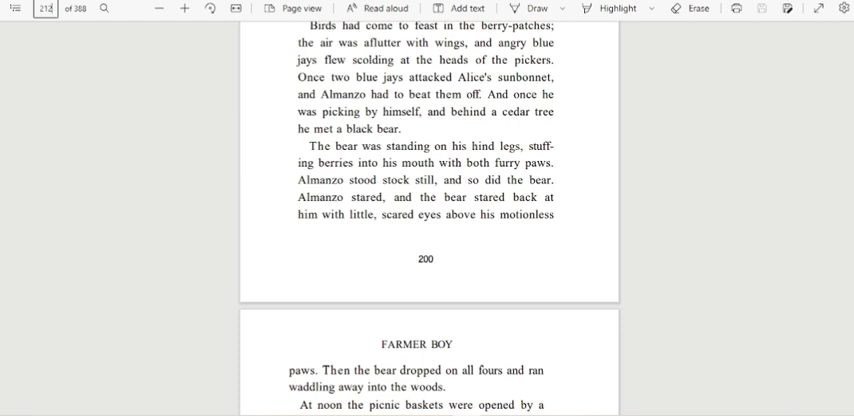 212 of 388 Page view Read aloud Add text Draw Highlight Erase
Birds had come to feast in the berry-patches;
the air was aflutter with wings, and angry blue
jays flew scolding at the heads of the pickers.
Once two blue jays attacked Alice's sunbonnet,
and Almanzo had to beat them off. And once he
was picking by himself, and behind a cedar tree
he met a black bear.
The bear was standing on his hind legs, stuff-
ing berries into his mouth with both furry paws.
Almanzo stood stock still, and so did the bear.
Almanzo stared, and the bear stared back at
him with little, scared eyes above his motionless
200
FARMER BOY
paws. Then the bear dropped on all fours and ran
waddling away into the woods.
At noon the picnic baskets were opened by a